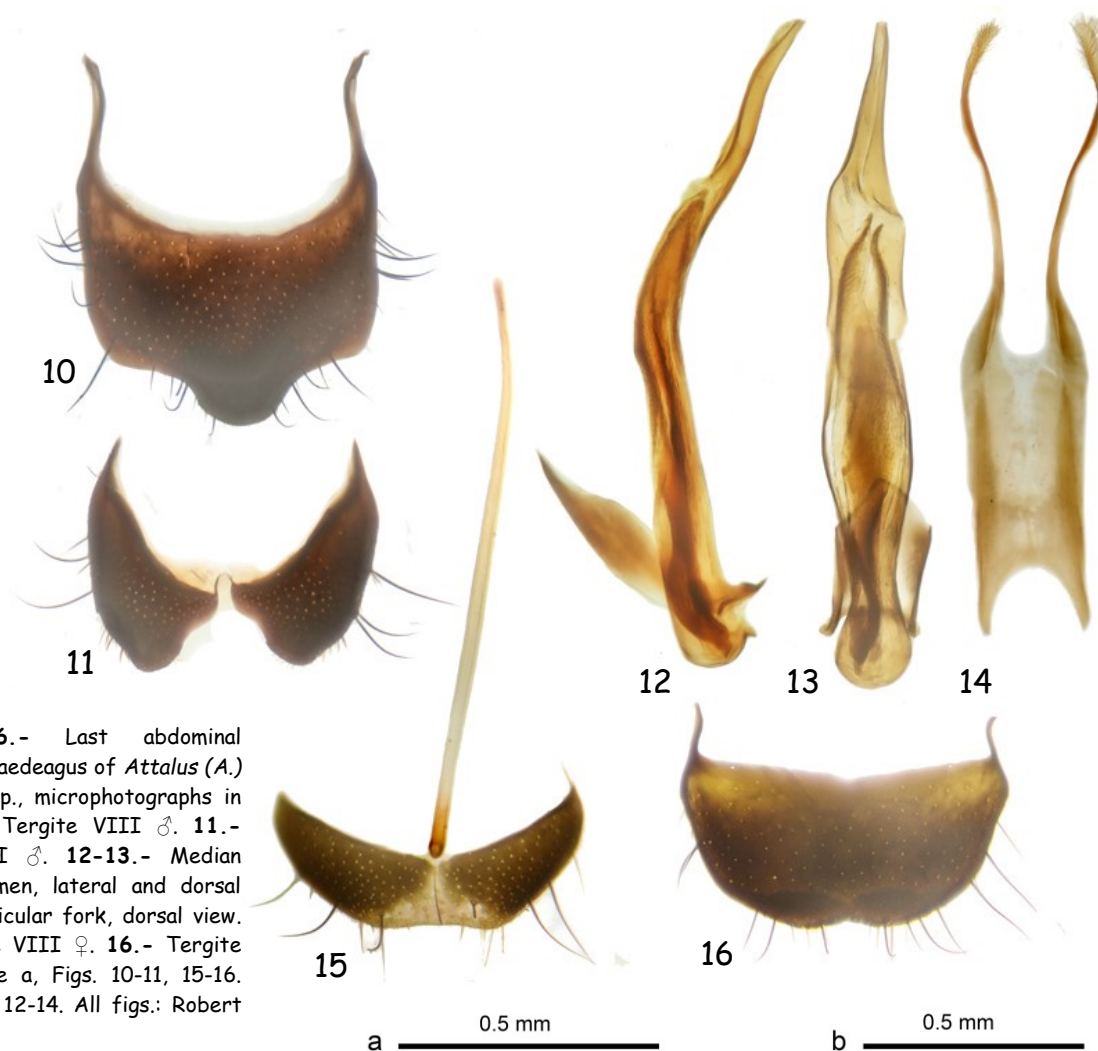 10
11
12
13
14
6.- Last abdominal
aedeagus of Attalus (A.)
p., microphotographs in
Tergite VIII ♂. 11.-
I ♂. 12-13.- Median
men, lateral and dorsal
icular fork, dorsal view.
VIII ♀. 16.- Tergite
e a, Figs. 10-11, 15-16.
12-14. All figs.: Robert
15
16
a 0.5 mm
b 0.5 mm